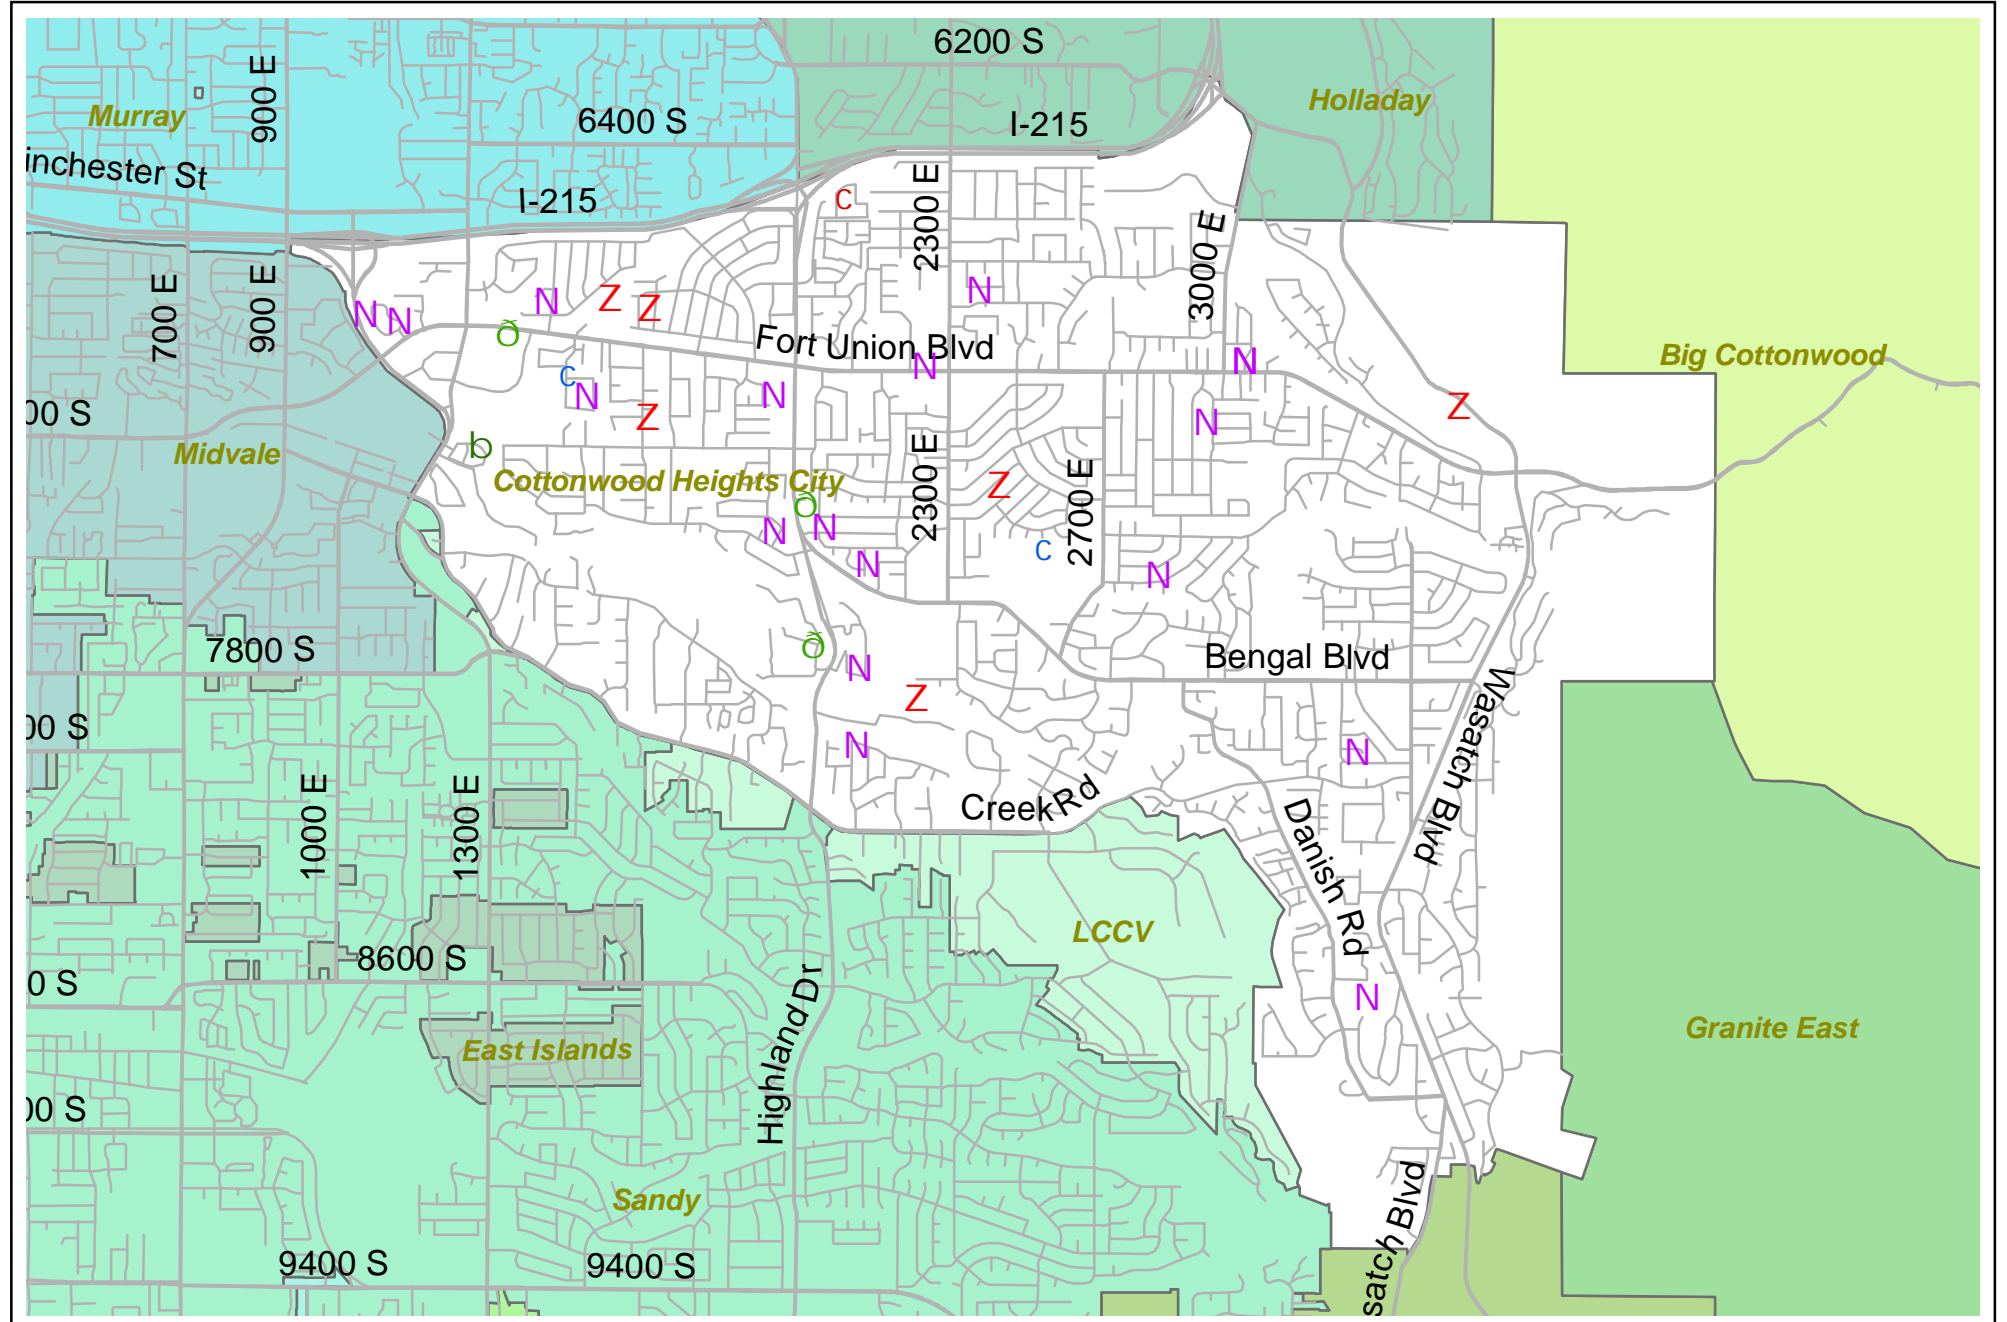 6200 S
900 E
Murray
Holladay
6400 S
I-215
inchester St
I-215
C
2300 E
3000 E
700 E
900 E
N
N
N
Z
Z
N
ð
Fort Union Blvd
N
N
Big Cottonwood
C
N
N
Z
N
Z
00 S
Midvale
b
2300 E
2700 E
Cottonwood Heights City
Z
ð
N
N
C
N
N
7800 S
ð
N
Bengal Blvd
Z
Wasatch Blvd
00 S
N
N
1000 E
1300 E
Creek Rd
Danish Rd
LCCV
8600 S
0 S
Highland Dr
N
East Islands
Granite East
00 S
Sandy
satch Blvd
9400 S
9400 S